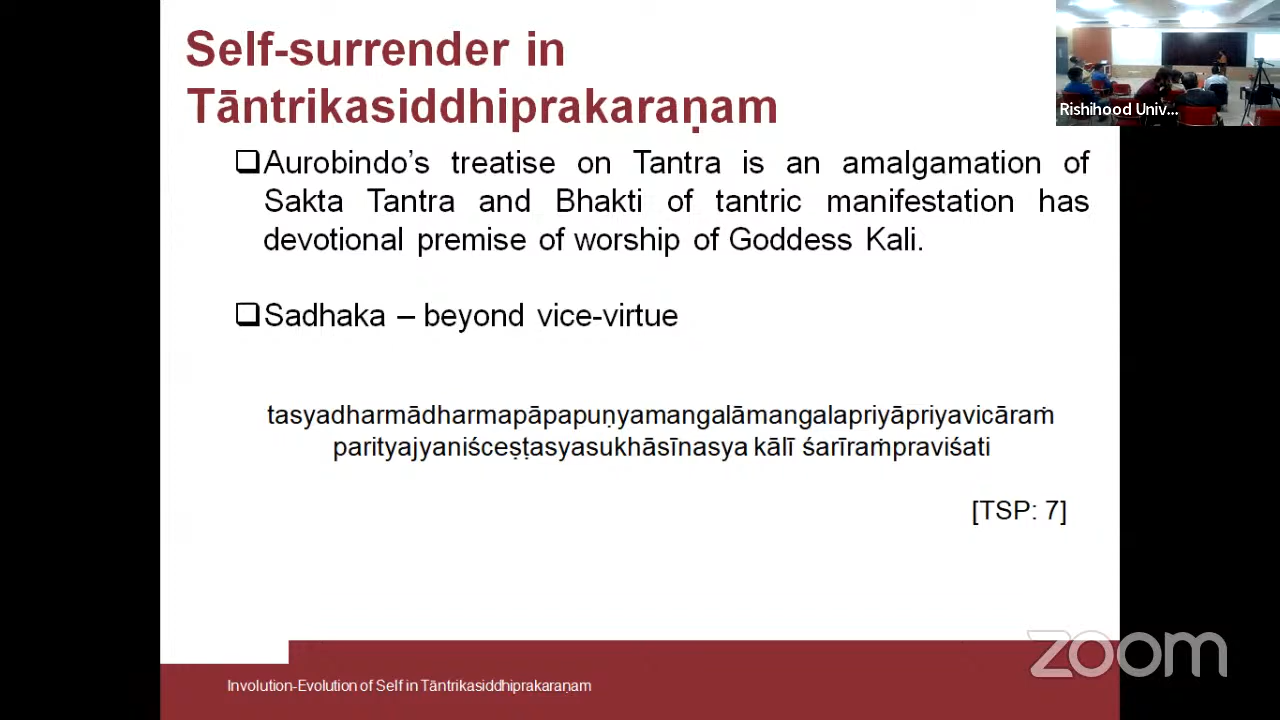 Self-surrender in
Tāntrikasiddhiprakaraṇam
Rishihood Univ...
❑Aurobindo’s treatise on Tantra is an amalgamation of
Sakta Tantra and Bhakti of tantric manifestation has
devotional premise of worship of Goddess Kali.
❑Sadhaka – beyond vice-virtue
tasyadharmādharmapāpapuṇyamangalāmangalapriyāpriyavicāraṁ
parityajyaniśceṣṭasyasukhāsīnasya kālī śarīraṁpraviśati
[TSP: 7]
zoom
Involution-Evolution of Self in Tāntrikasiddhiprakaraṇam